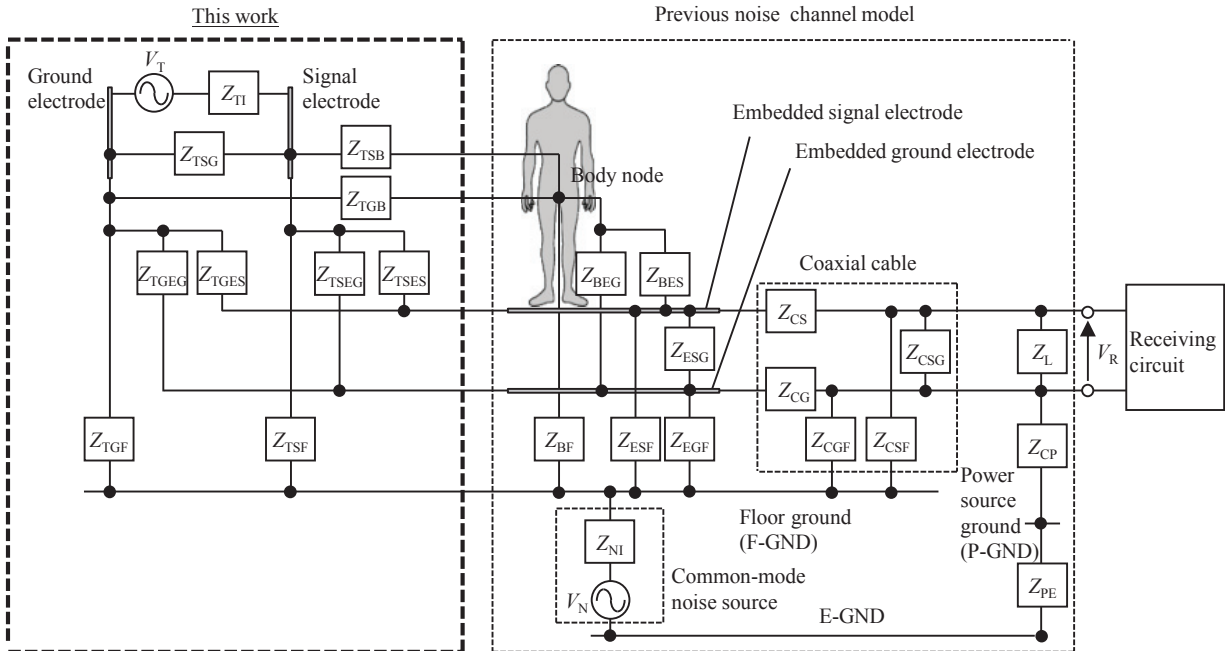 This work
Previous noise channel model
V_T
Ground
electrode
Signal
electrode
Z_TI
Z_TSG
Z_TSB
Z_TGB
Body node
Embedded signal electrode
Embedded ground electrode
Z_TGEG
Z_TGES
Z_TSEG
Z_TSES
Z_BEG
Z_BES
Coaxial cable
Z_CS
Z_ESG
Z_CSG
Z_L
V_R
Receiving
circuit
Z_CG
Z_TGF
Z_TSF
Z_BF
Z_ESF
Z_EGF
Z_CGF
Z_CSF
Z_CP
Power
source
ground
(P-GND)
Floor ground
(F-GND)
Z_NI
Common-mode
noise source
V_N
Z_PE
E-GND